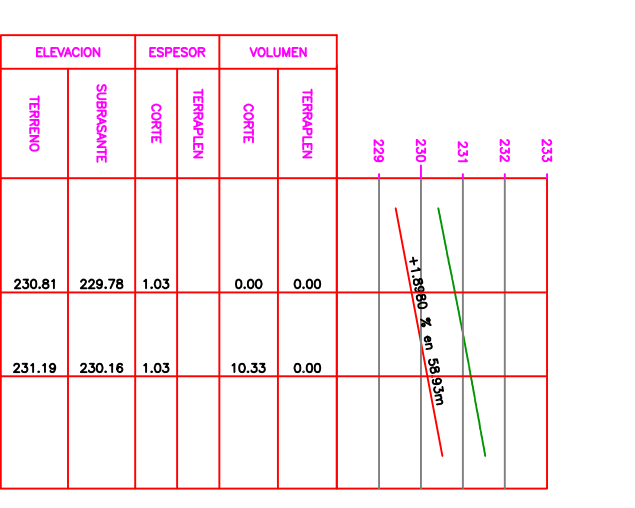 ELEVACION ESPESOR VOLUMEN
TERRENO SUBRASANTE CORTE TERRAPLEN CORTE TERRAPLEN
229 230 231 232 233
230.81 229.78 1.03 0.00 0.00
231.19 230.16 1.03 10.33 0.00
+1.8980 % en 58.93m